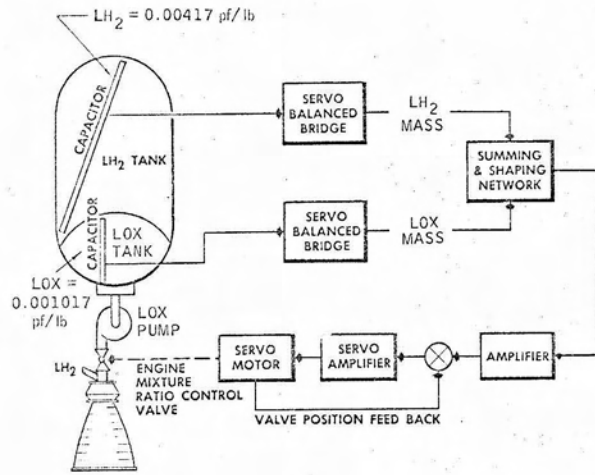 LH₂ = 0.00417 pf/lb
CAPACITOR
LH₂ TANK
SERVO
BALANCED
BRIDGE
LH₂
MASS
SUMMING
& SHAPING
NETWORK
CAPACITOR
LOX
TANK
SERVO
BALANCED
BRIDGE
LOX
MASS
LOX =
0.001017
pf/lb
LOX
PUMP
LH₂
ENGINE
MIXTURE
RATIO CONTROL
VALVE
SERVO
MOTOR
SERVO
AMPLIFIER
AMPLIFIER
VALVE POSITION FEED BACK